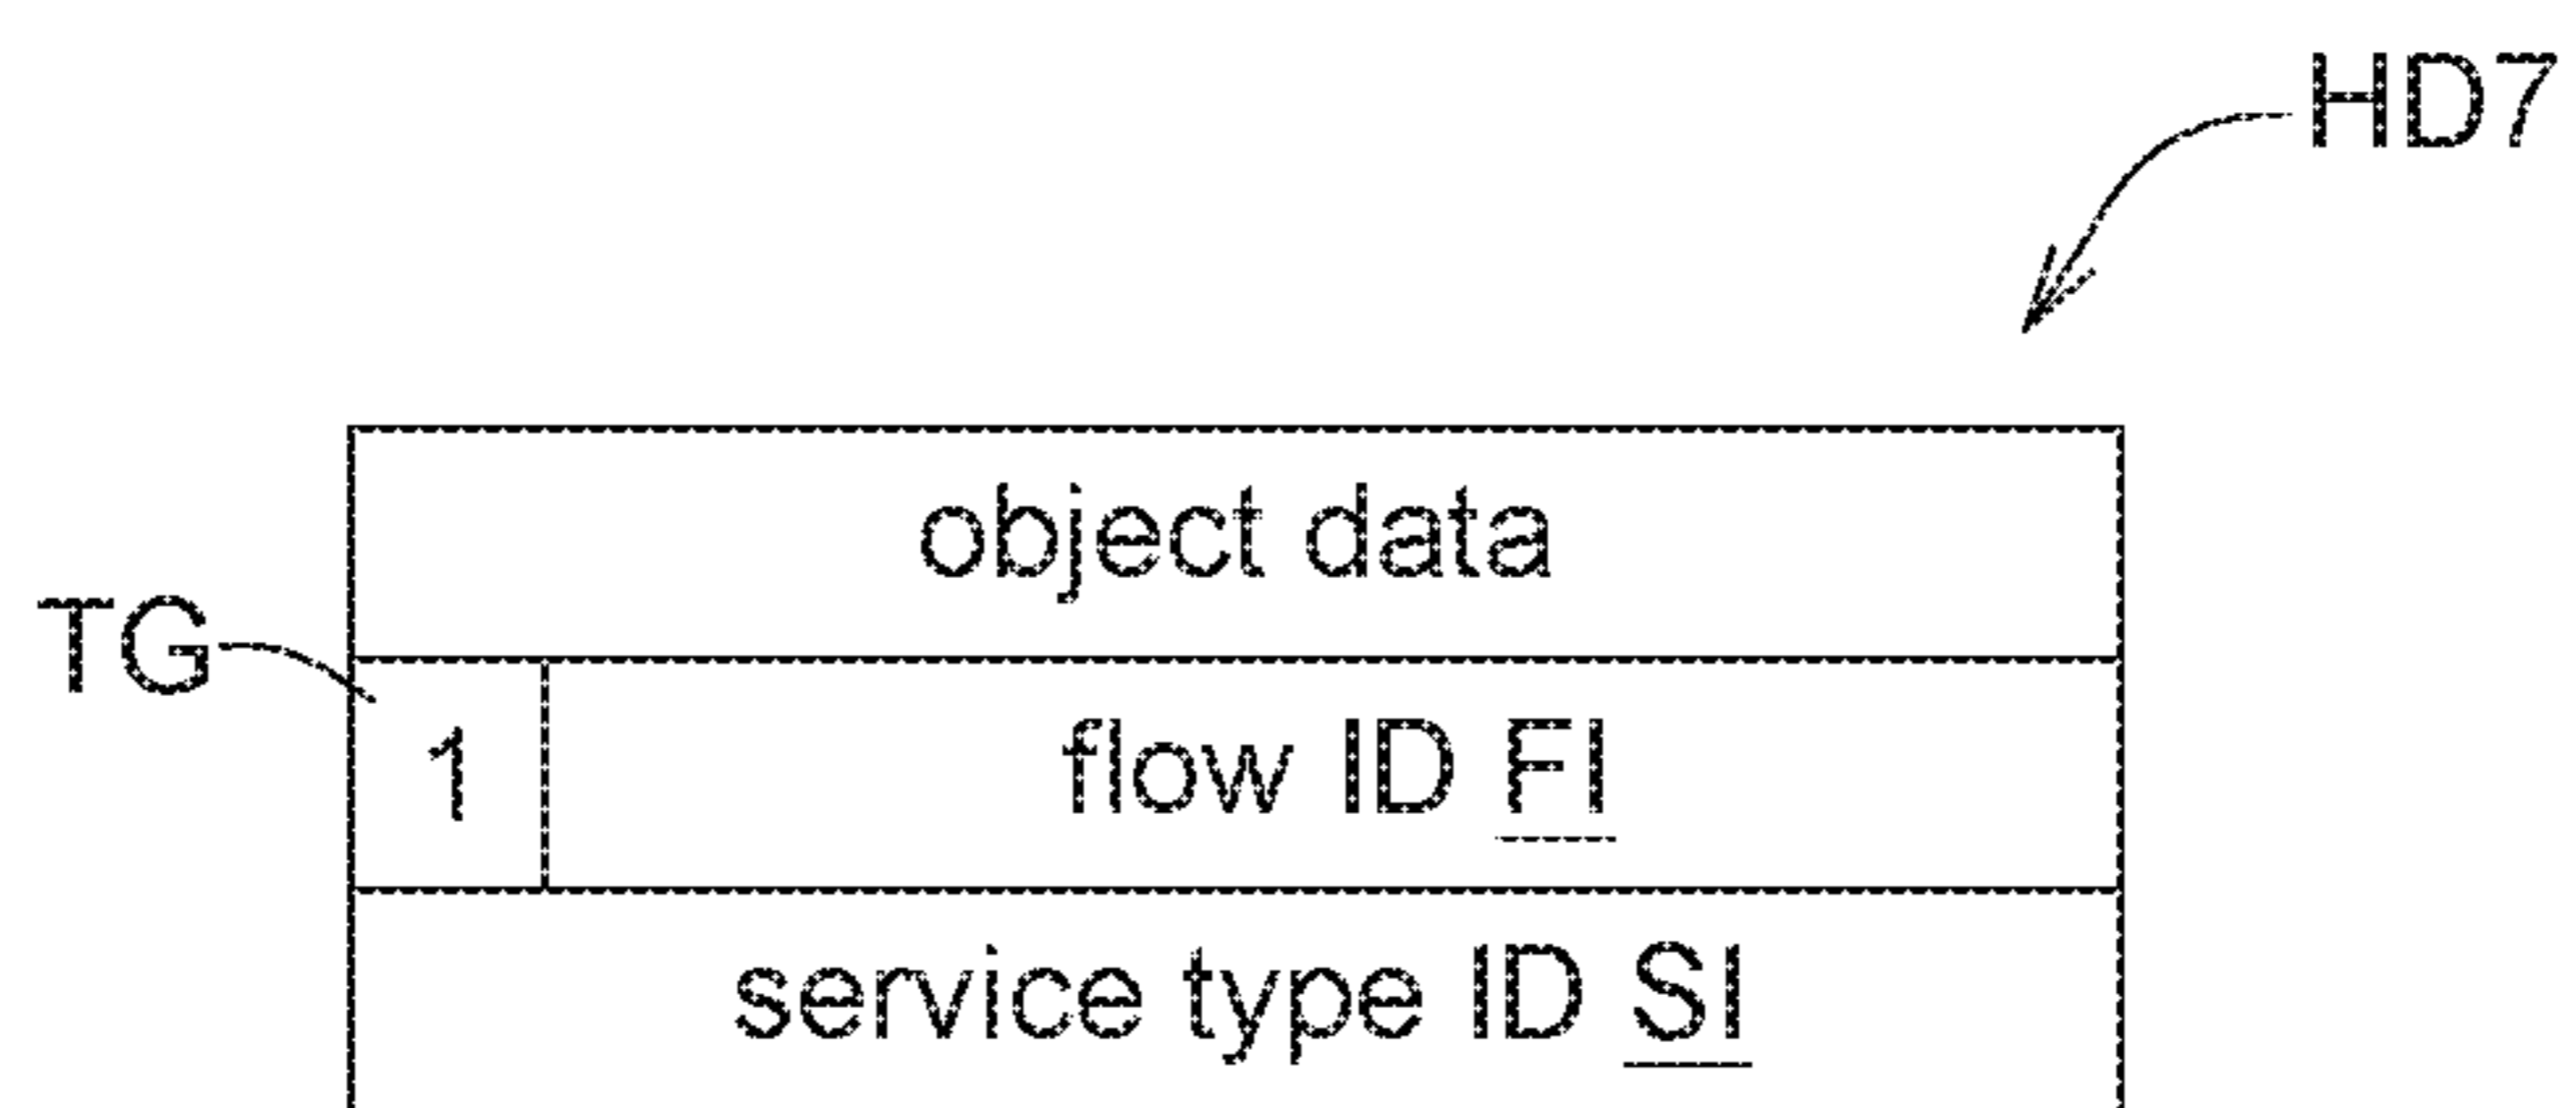 HD7
object data
TG
1
flow ID FI
service type ID SI